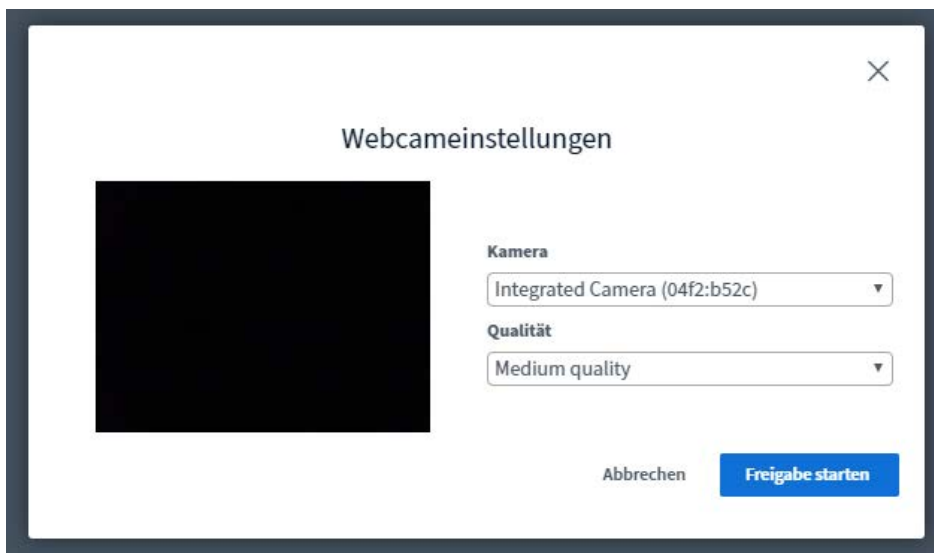 Webcameinstellungen
Kamera
Integrated Camera (04f2:b52c)
Qualität
Medium quality
Abbrechen
Freigabe starten